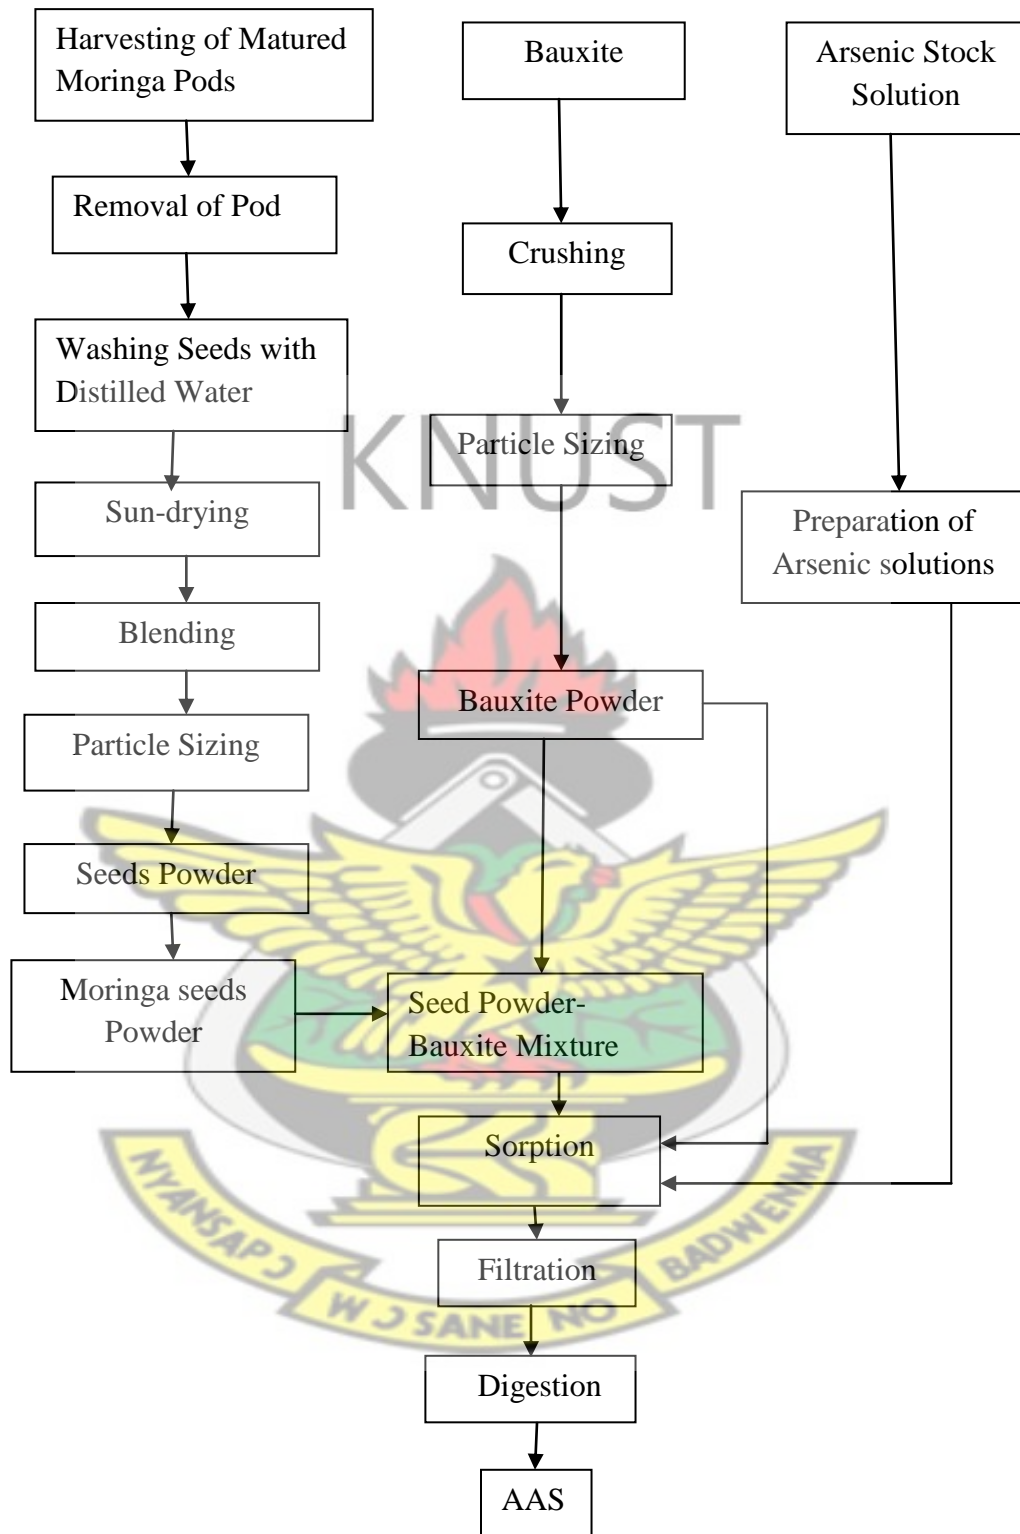 Harvesting of Matured
Moringa Pods
Removal of Pod
Washing Seeds with
Distilled Water
Sun-drying
Blending
Particle Sizing
Seeds Powder
Moringa seeds
Powder
Bauxite
Crushing
Particle Sizing
Bauxite Powder
Seed Powder-
Bauxite Mixture
Arsenic Stock
Solution
Preparation of
Arsenic solutions
Sorption
Filtration
Digestion
AAS
KNUST
NYANSAPƆ
W Ɔ SANE NO
BADWENMA